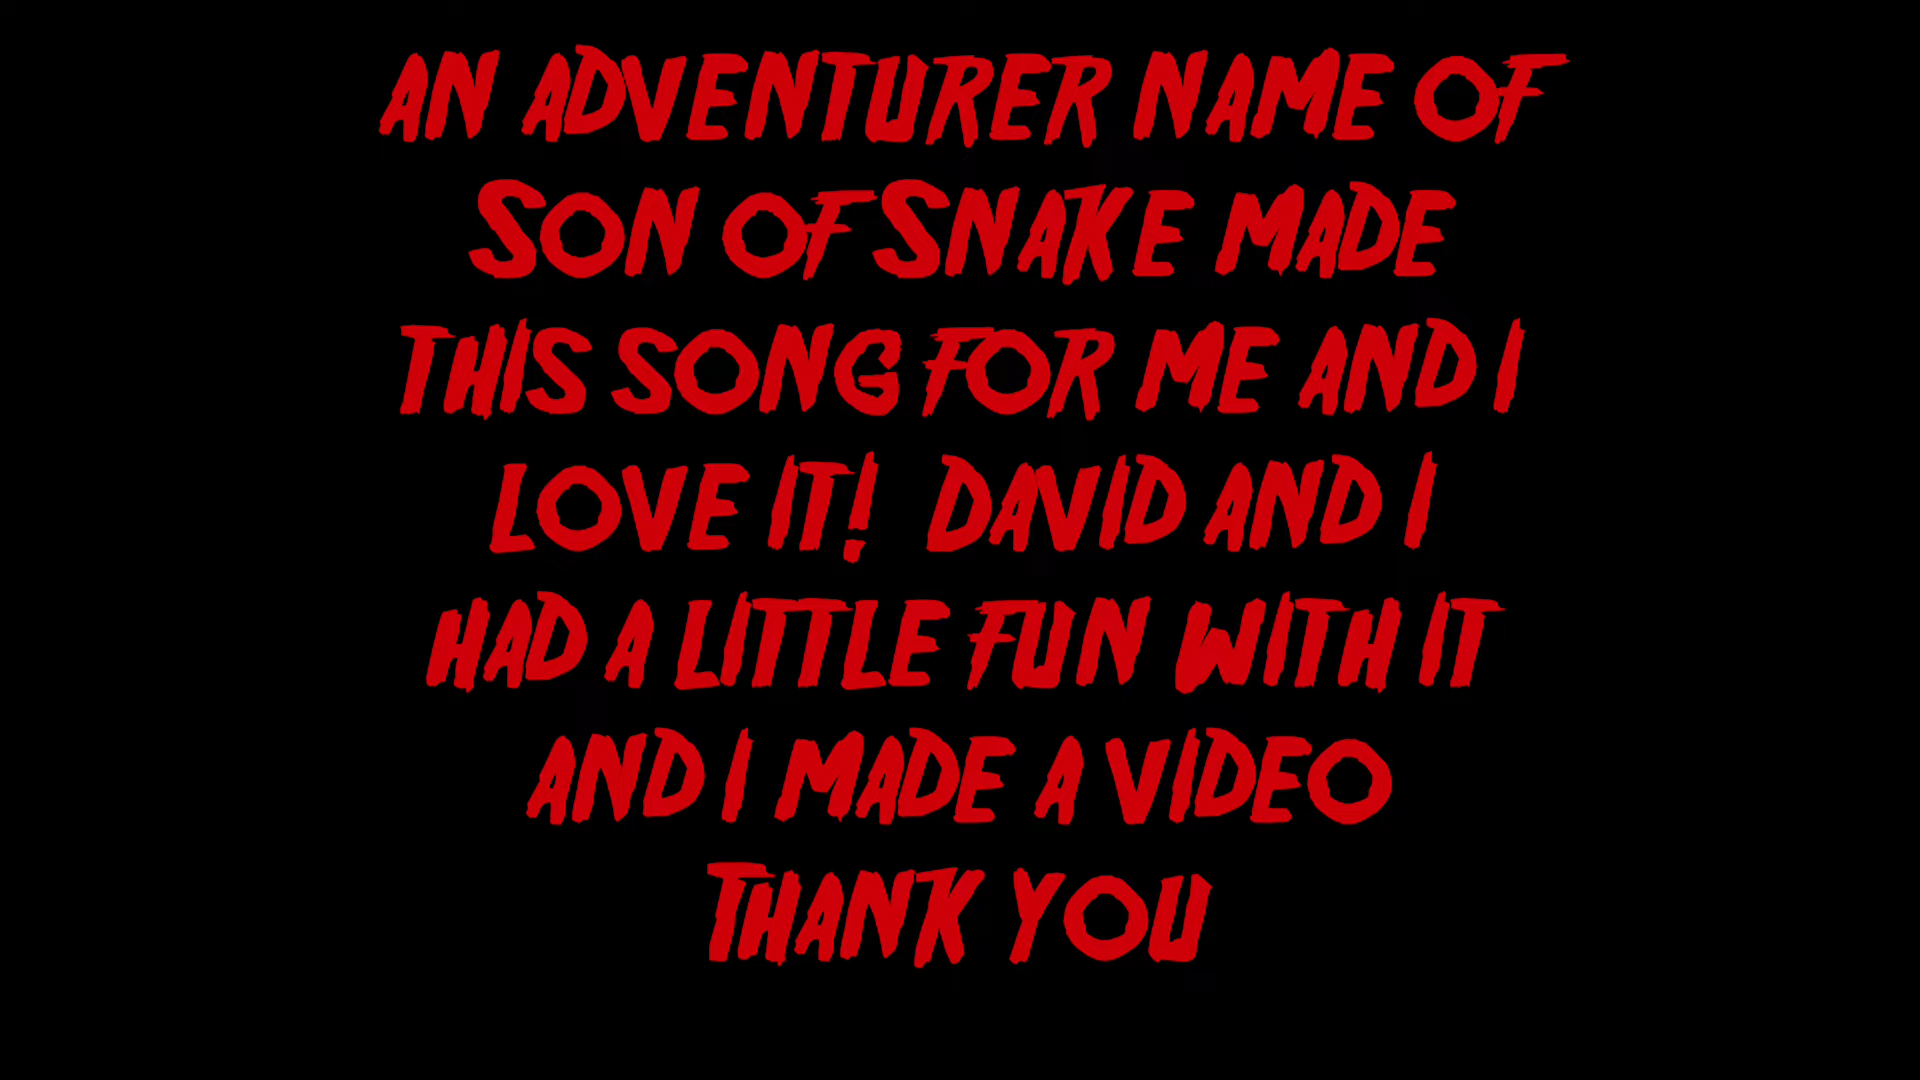 AN ADVENTURER NAME OF
SON OF SNAKE MADE
THIS SONG FOR ME AND I
LOVE IT! DAVID AND I
HAD A LITTLE FUN WITH IT
AND I MADE A VIDEO
THANK YOU